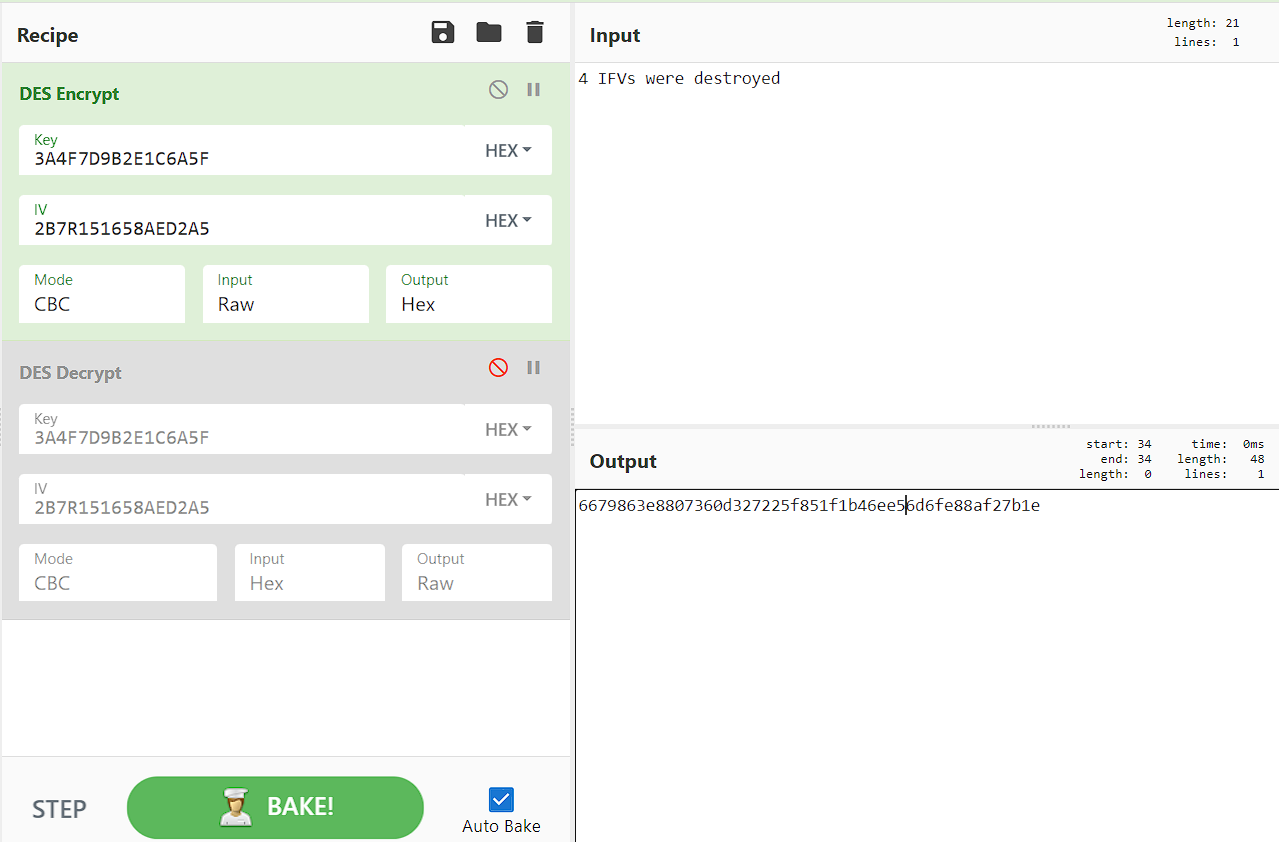 Recipe
DES Encrypt
Key
3A4F7D9B2E1C6A5F
HEX
IV
2B7R151658AED2A5
HEX
Mode
CBC
Input
Raw
Output
Hex
DES Decrypt
Key
3A4F7D9B2E1C6A5F
HEX
IV
2B7R151658AED2A5
HEX
Mode
CBC
Input
Hex
Output
Raw
STEP
BAKE!
Auto Bake
Input
length: 21
lines: 1
4 IFVs were destroyed
Output
start: 34 time: 0ms
end: 34 length: 48
length: 0 lines: 1
6679863e8807360d327225f851f1b46ee56d6fe88af27b1e